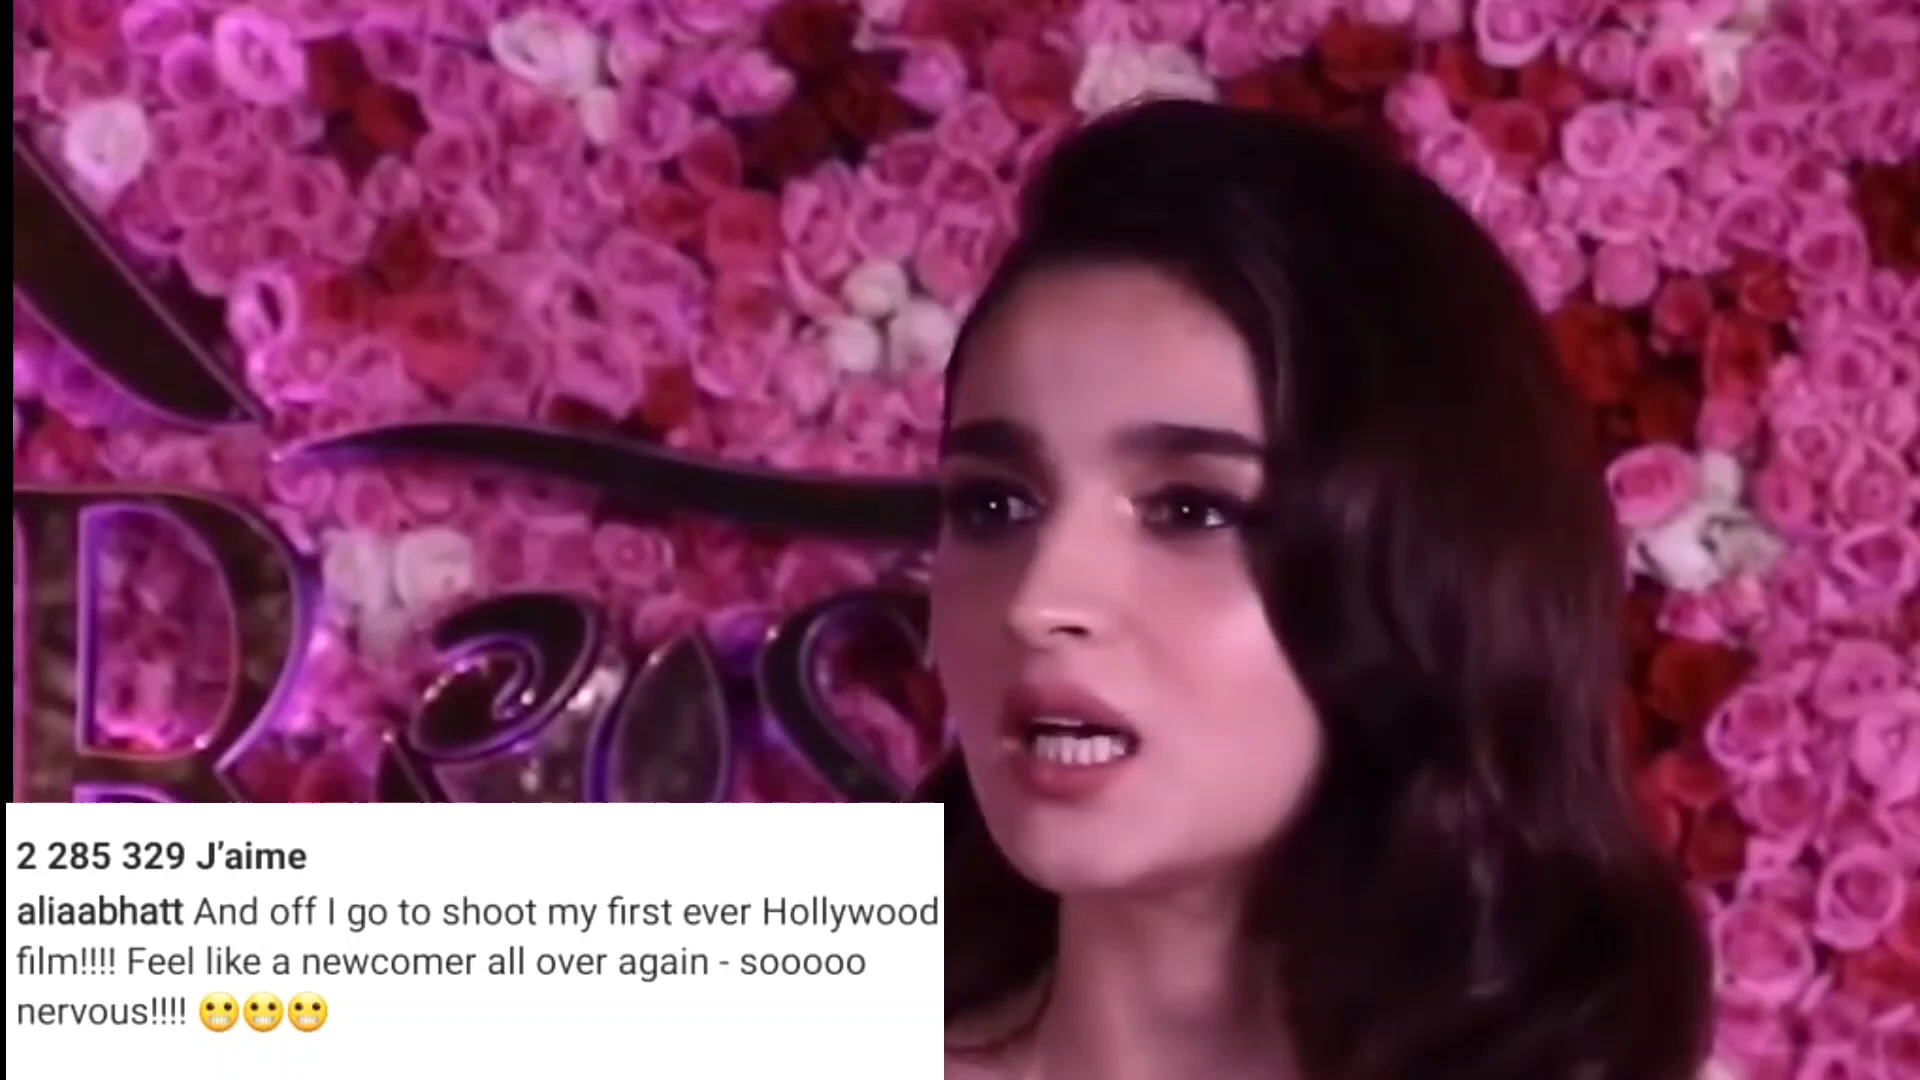 2 285 329 J'aime
aliaabhatt And off I go to shoot my first ever Hollywood
film!!!! Feel like a newcomer all over again - sooooo
nervous!!!! 😬😬😬